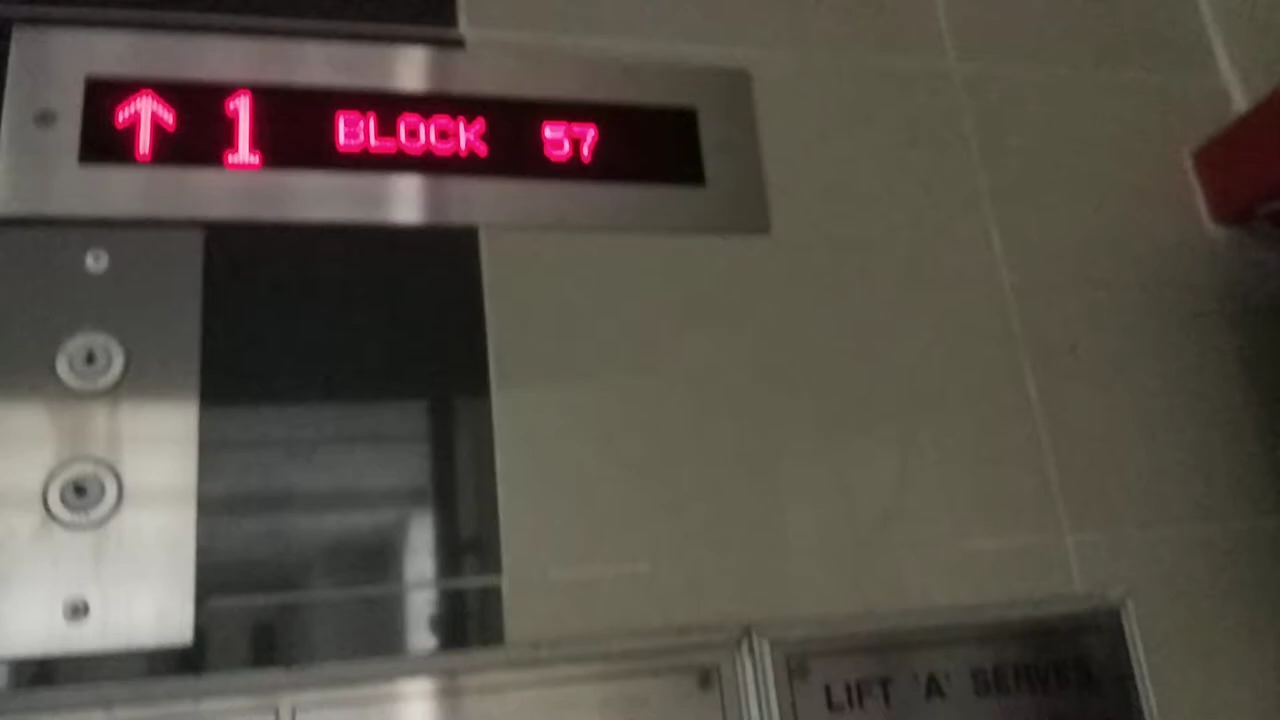 ↑ 1 BLOCK 57
LIFT 'A' SERVES